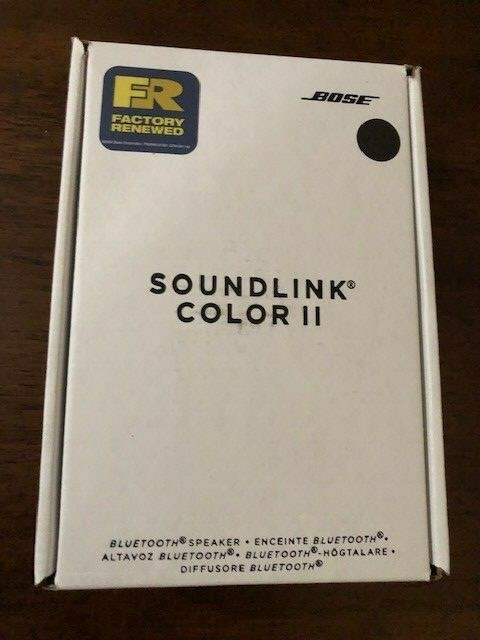 FR
FACTORY
RENEWED
BOSE
SOUNDLINK®
COLOR II
BLUETOOTH® SPEAKER • ENCEINTE BLUETOOTH® •
ALTAVOZ BLUETOOTH® • BLUETOOTH®-HÖGTALARE •
DIFFUSORE BLUETOOTH®